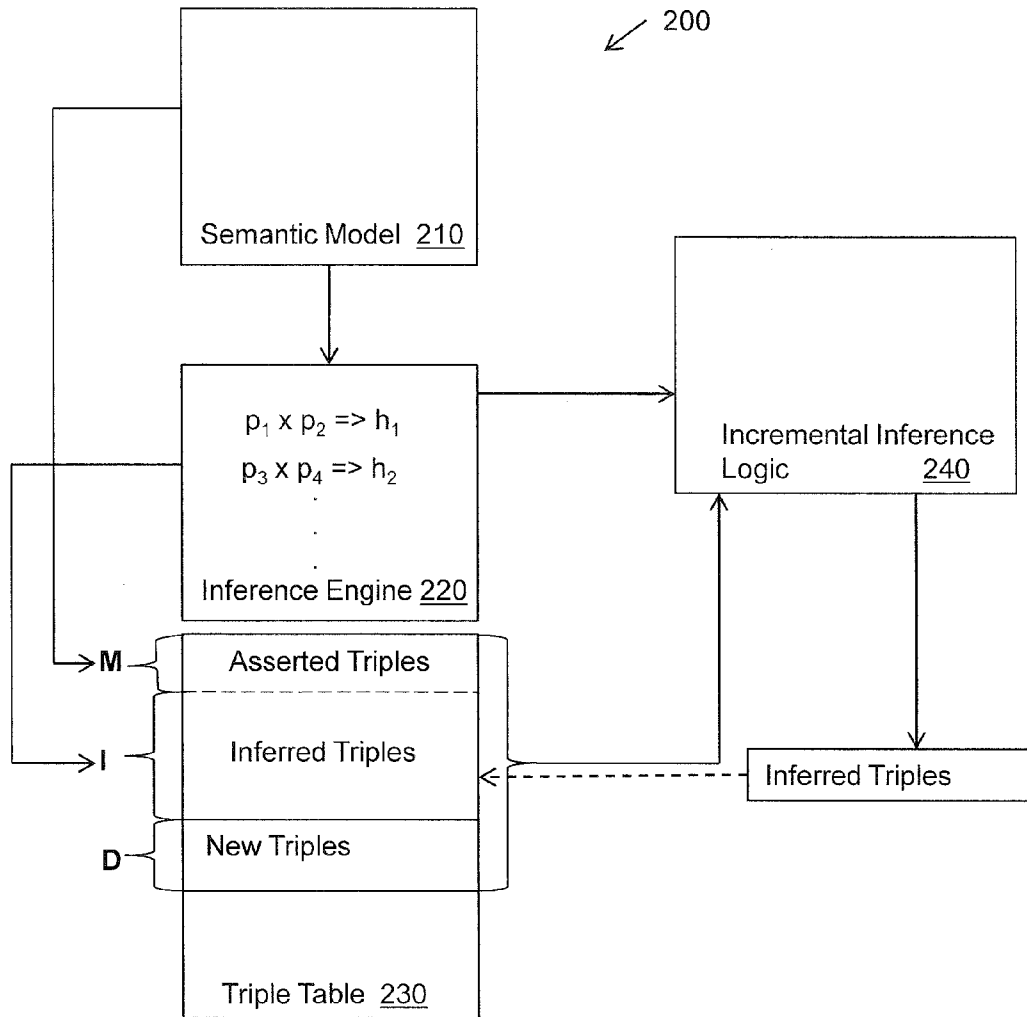 200
Semantic Model 210
p₁ x p₂ => h₁
p₃ x p₄ => h₂
.
.
.
Inference Engine 220
Incremental Inference
Logic 240
M
Asserted Triples
I
Inferred Triples
Inferred Triples
D
New Triples
Triple Table 230